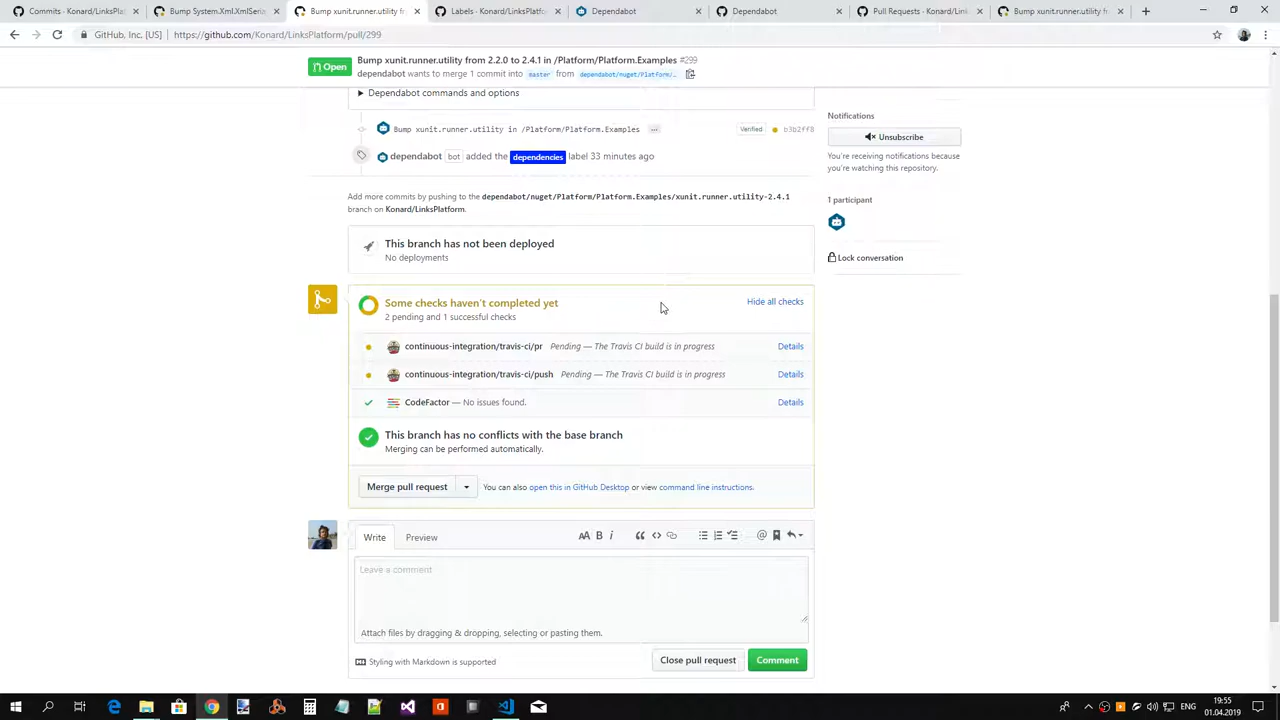 Commits - Konard/LinksPla
Bump System.Xml.XmlSeria
Bump xunit.runner.utility fr
Labels - Konard/LinksPlatfo
Dependabot
Dependabot
Pull Requests - Konard/Link
Bump xunit.runner.utility fr
GitHub, Inc. [US] https://github.com/Konard/LinksPlatform/pull/299
Open
Bump xunit.runner.utility from 2.2.0 to 2.4.1 in /Platform/Platform.Examples #299
dependabot wants to merge 1 commit into master from dependabot/nuget/Platform/…
Dependabot commands and options
Bump xunit.runner.utility in /Platform/Platform.Examples … Verified b3b2ff8
dependabot bot added the dependencies label 33 minutes ago
Add more commits by pushing to the dependabot/nuget/Platform/Platform.Examples/xunit.runner.utility-2.4.1
branch on Konard/LinksPlatform.
This branch has not been deployed
No deployments
Some checks haven't completed yet
Hide all checks
2 pending and 1 successful checks
continuous-integration/travis-ci/pr Pending — The Travis CI build is in progress Details
continuous-integration/travis-ci/push Pending — The Travis CI build is in progress Details
CodeFactor — No issues found. Details
This branch has no conflicts with the base branch
Merging can be performed automatically.
Merge pull request
You can also open this in GitHub Desktop or view command line instructions.
Write Preview
Leave a comment
Attach files by dragging & dropping, selecting or pasting them.
Styling with Markdown is supported
Close pull request
Comment
Notifications
Unsubscribe
You're receiving notifications because
you're watching this repository.
1 participant
Lock conversation
ENG
19:55
01.04.2019